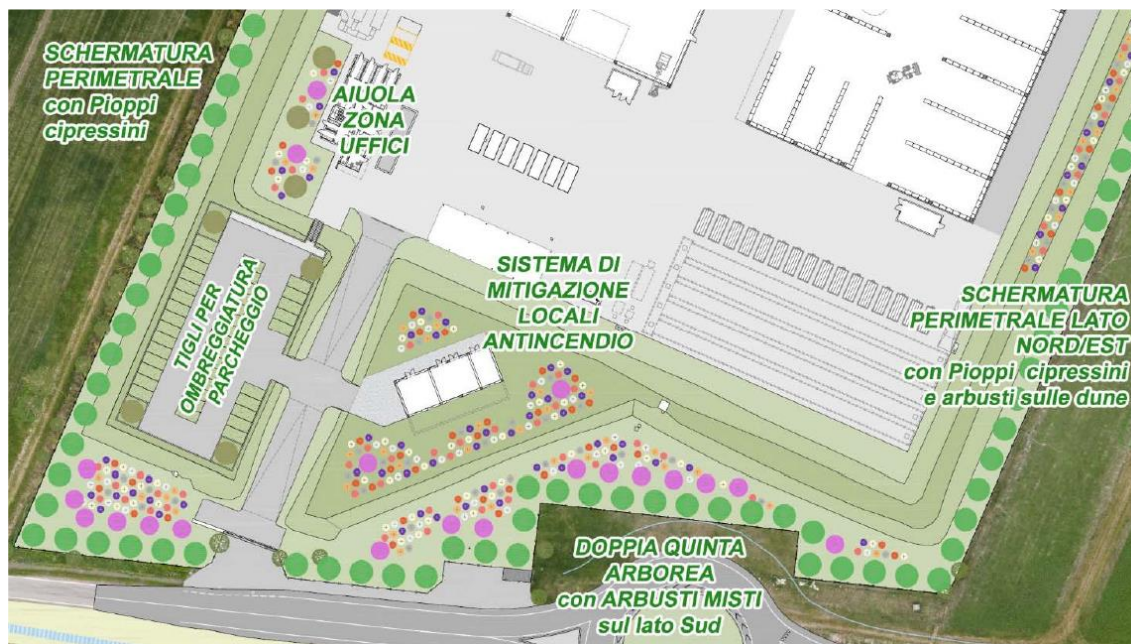 SCHERMATURA
PERIMETRALE
con Pioppi
cipressini
AIUOLA
ZONA
UFFICI
TIGLI PER
OMBREGGIATURA
PARCHEGGIO
SISTEMA DI
MITIGAZIONE
LOCALI
ANTINCENDIO
SCHERMATURA
PERIMETRALE LATO
NORD/EST
con Pioppi cipressini
e arbusti sulle dune
DOPPIA QUINTA
ARBOREA
con ARBUSTI MISTI
sul lato Sud